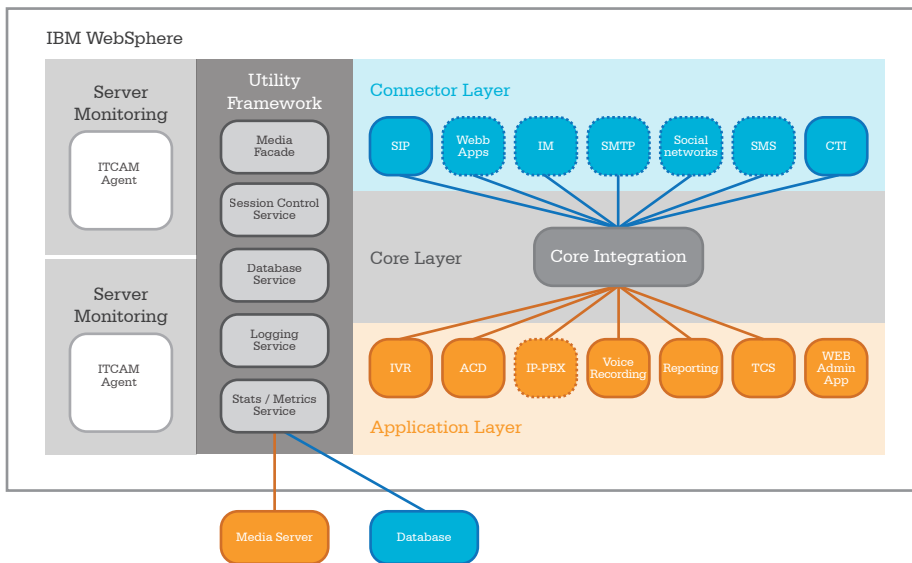 IBM WebSphere
Server
Monitoring
ITCAM
Agent
Server
Monitoring
ITCAM
Agent
Utility
Framework
Media
Facade
Session Control
Service
Database
Service
Logging
Service
Stats / Metrics
Service
Connector Layer
SIP
Webb
Apps
IM
SMTP
Social
networks
SMS
CTI
Core Layer
Core Integration
IVR
ACD
IP-PBX
Voice
Recording
Reporting
TCS
WEB
Admin
App
Application Layer
Media Server
Database